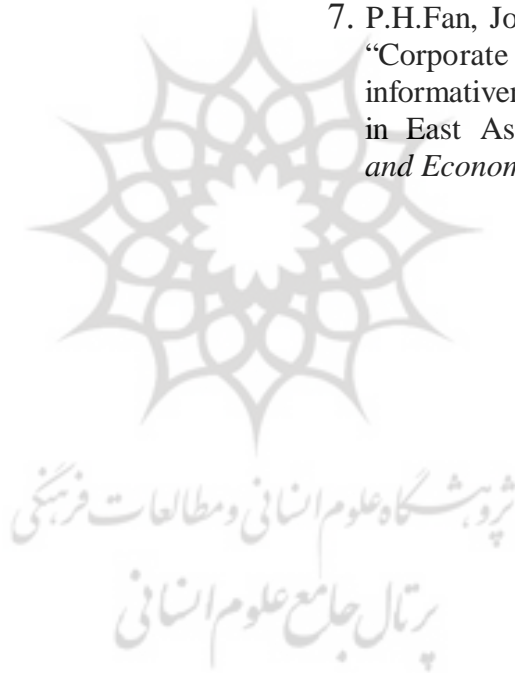 7. P.H.Fan, Jo
“Corporate
informativer
in East As
and Econom
پژوهشگاه علوم انسانی و مطالعات فرهنگی
پرتال جامع علوم انسانی